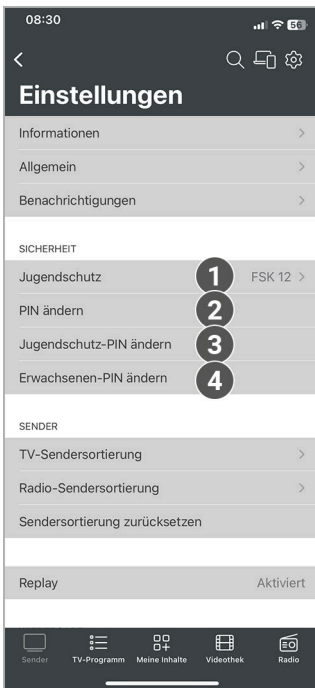 08:30 56
Einstellungen
Informationen
Allgemein
Benachrichtigungen
SICHERHEIT
Jugendschutz 1 FSK 12
PIN ändern 2
Jugendschutz-PIN ändern 3
Erwachsenen-PIN ändern 4
SENDER
TV-Sendersortierung
Radio-Sendersortierung
Sendersortierung zurücksetzen
Replay Aktiviert
Sender TV-Programm Meine Inhalte Videothek Radio